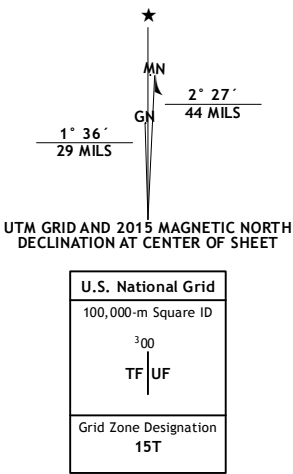 ★
MN
2° 27´
44 MILS
GN
1° 36´
29 MILS
UTM GRID AND 2015 MAGNETIC NORTH
DECLINATION AT CENTER OF SHEET
U.S. National Grid
100,000-m Square ID
³00
TF UF
Grid Zone Designation
15T